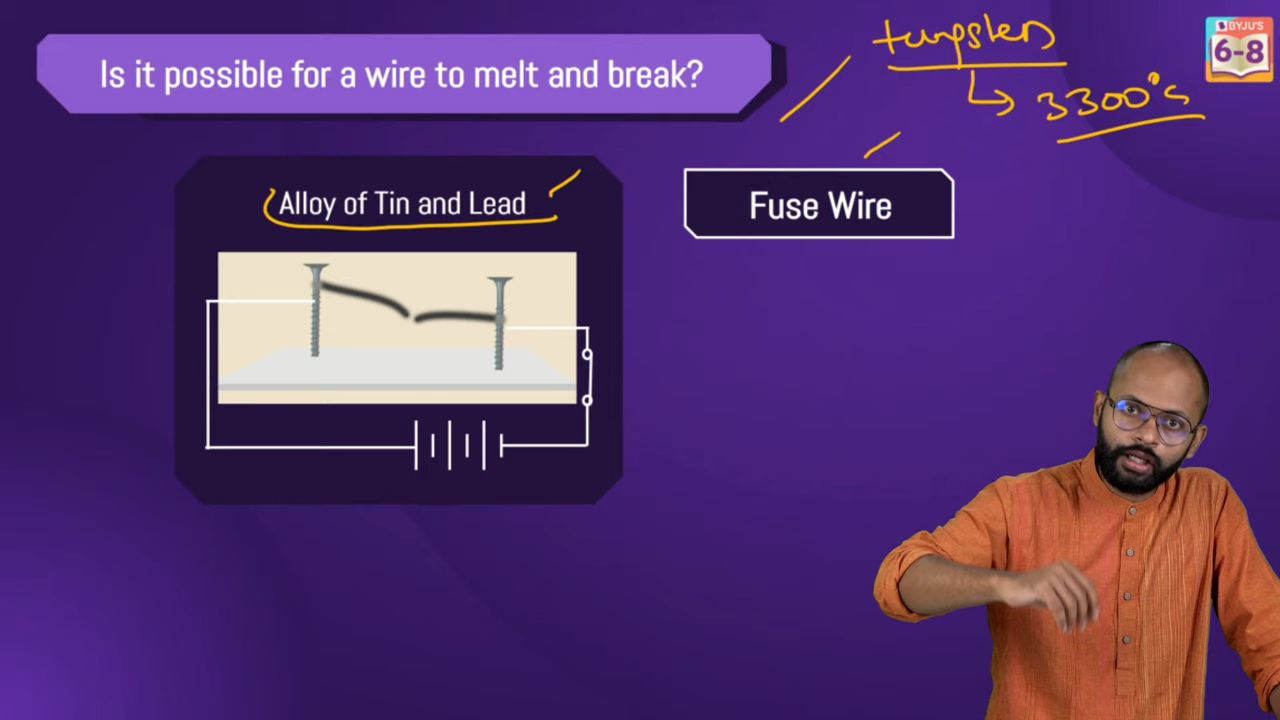 Is it possible for a wire to melt and break?
tungsten
3300°c
BYJU'S
6-8
Alloy of Tin and Lead
Fuse Wire